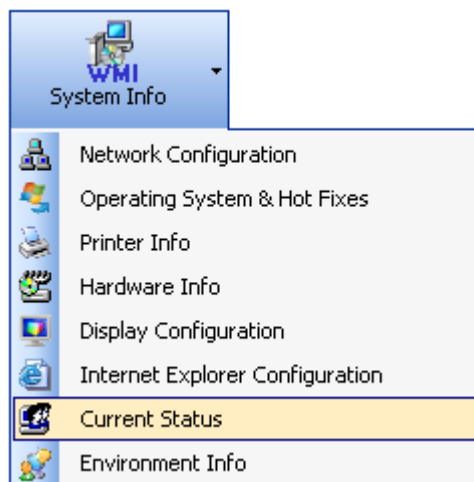 WMI
System Info
Network Configuration
Operating System & Hot Fixes
Printer Info
Hardware Info
Display Configuration
Internet Explorer Configuration
Current Status
Environment Info